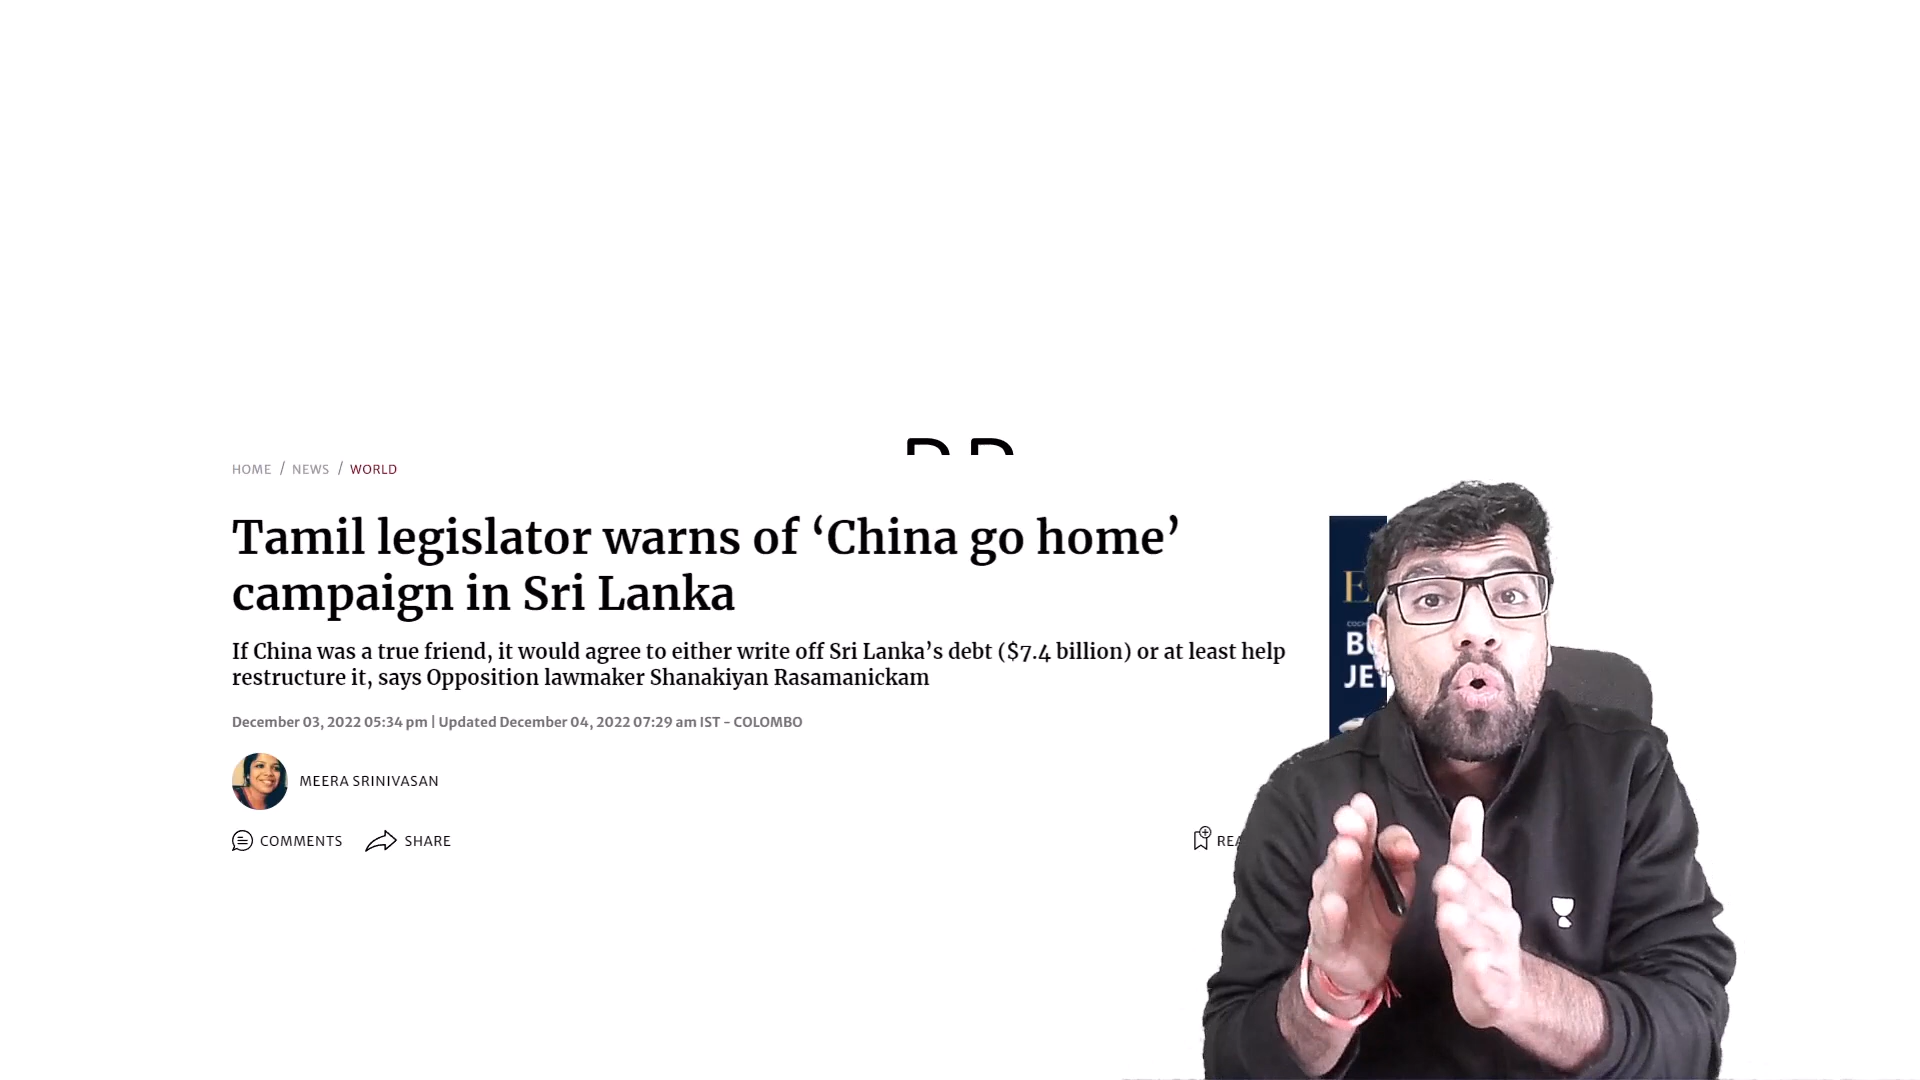 HOME / NEWS / WORLD
Tamil legislator warns of ‘China go home’
campaign in Sri Lanka
If China was a true friend, it would agree to either write off Sri Lanka’s debt ($7.4 billion) or at least help
restructure it, says Opposition lawmaker Shanakiyan Rasamanickam
December 03, 2022 05:34 pm | Updated December 04, 2022 07:29 am IST - COLOMBO
MEERA SRINIVASAN
COMMENTS SHARE